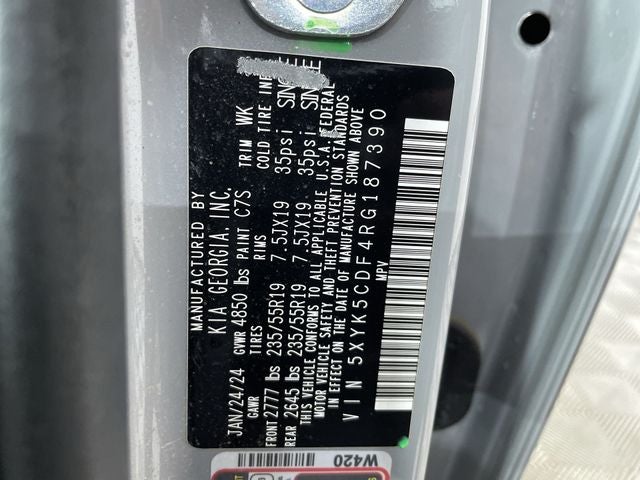 MANUFACTURED BY
KIA GEORGIA, INC.
JAN/24/24 GVWR 4850 lbs PAINT C7S TRIM WK
GAWR TIRES RIMS COLD TIRE INF
FRONT 2777 lbs 235/55R19 7.5JX19 35psi SINGLE
REAR 2645 lbs 235/55R19 7.5JX19 35psi SINGLE
THIS VEHICLE CONFORMS TO ALL APPLICABLE U.S.A. FEDERAL
MOTOR VEHICLE SAFETY AND THEFT PREVENTION STANDARDS
IN EFFECT ON THE DATE OF MANUFACTURE SHOWN ABOVE
VIN 5XYK5CDF4RG187390
MPV
W420